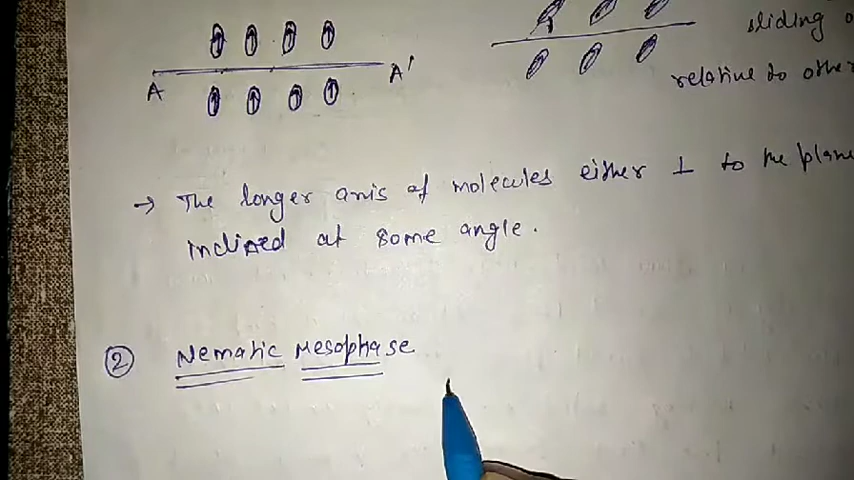 sliding
A A'
relative to other
→ The longer axis of molecules either ⊥ to the plane
inclined at some angle.
② Nematic Mesophase